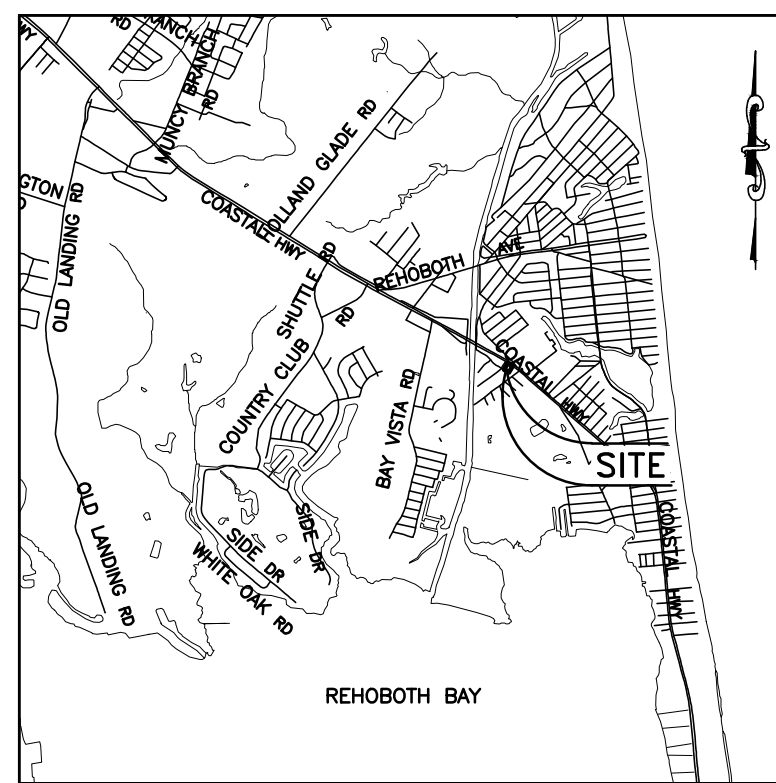 WY
RD
RANCH
MUNCY BRANCH
RD
HOLLAND GLADE RD
GTON
OLD LANDING RD
COASTAL HWY
SHUTTLE RD
REHOBOTH AVE
COUNTRY CLUB RD
BAY VISTA RD
COASTAL HWY
SITE
OLD LANDING RD
SIDE DR
SIDE DR
WHITE OAK RD
COASTAL HWY
REHOBOTH BAY